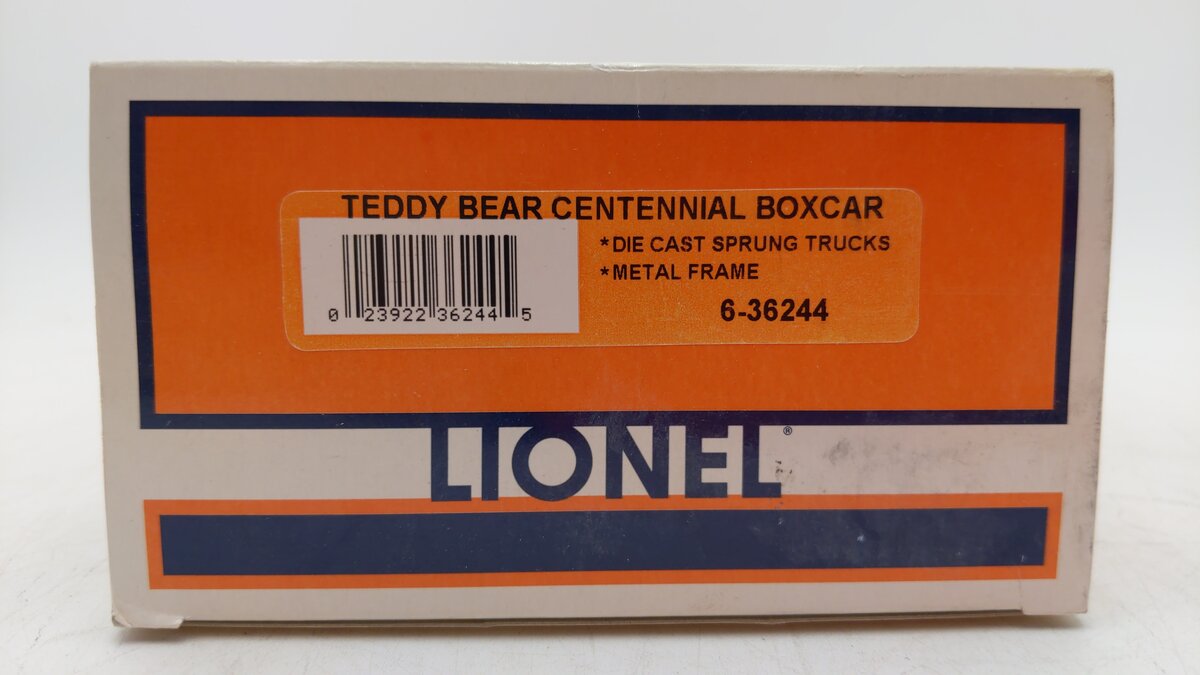 TEDDY BEAR CENTENNIAL BOXCAR
*DIE CAST SPRUNG TRUCKS
*METAL FRAME
6-36244
0 23922 36244 5
LIONEL®